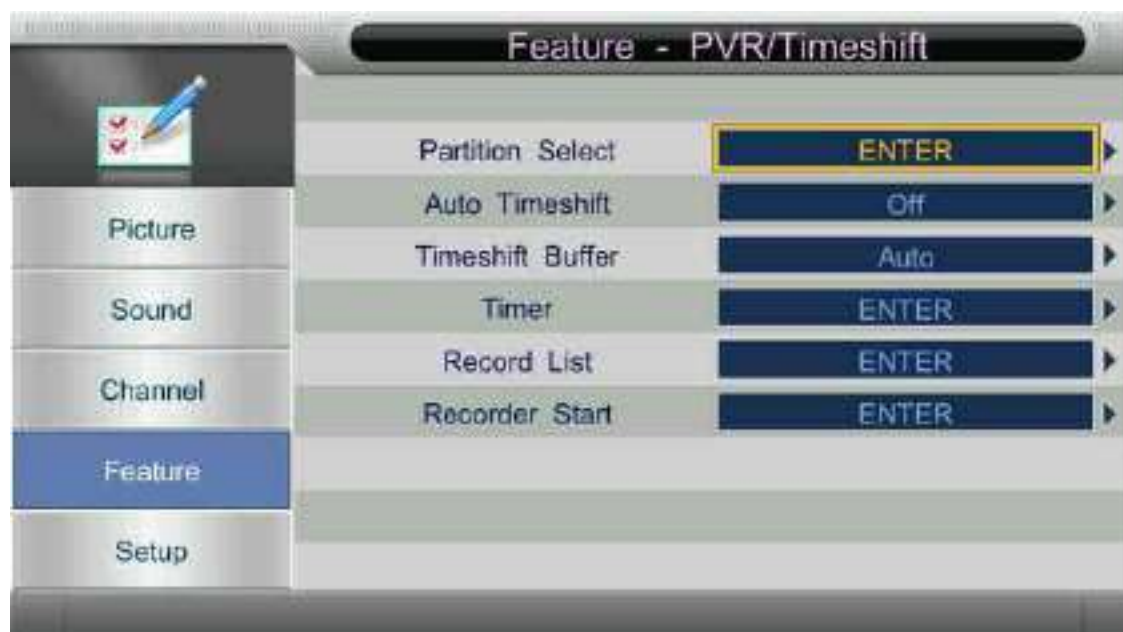 Feature - PVR/Timeshift
Partition Select ENTER
Auto Timeshift Off
Timeshift Buffer Auto
Timer ENTER
Record List ENTER
Recorder Start ENTER
Picture
Sound
Channel
Feature
Setup